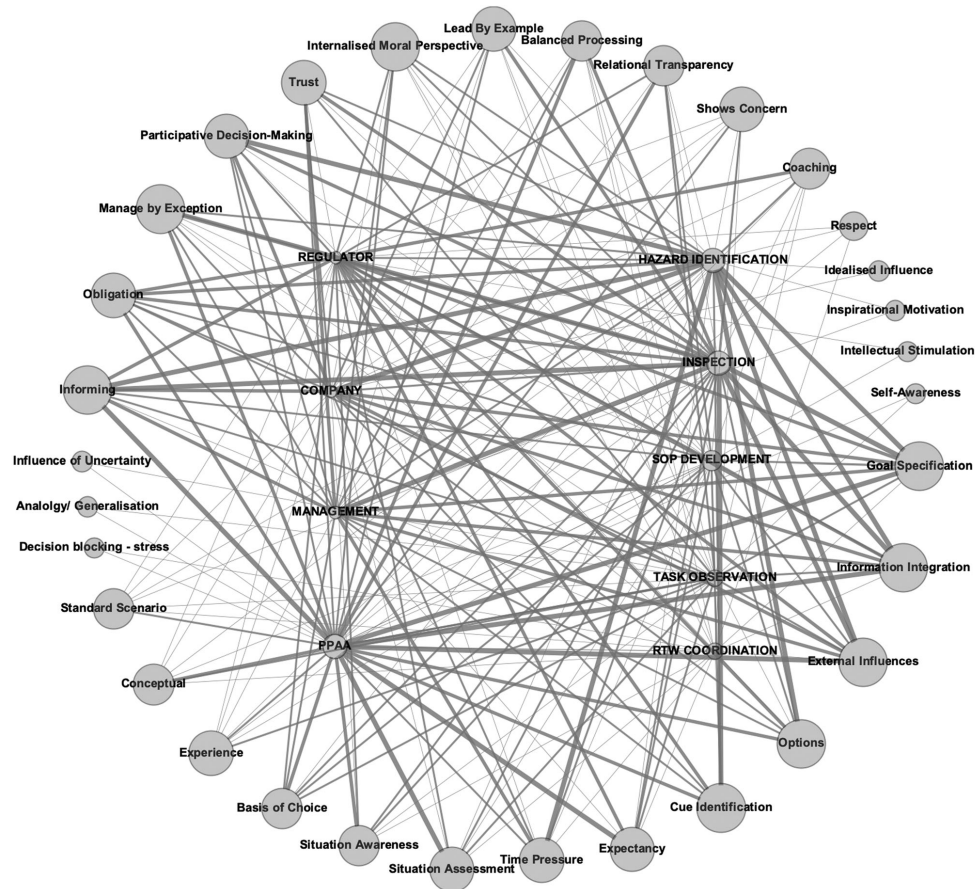 Lead By Example
Balanced Processing
Internalised Moral Perspective
Relational Transparency
Trust
Shows Concern
Participative Decision-Making
Coaching
Manage by Exception
Respect
REGULATOR
HAZARD IDENTIFICATION
Idealised Influence
Obligation
Inspirational Motivation
Intellectual Stimulation
INSPECTION
Informing
COMPANY
Self-Awareness
Influence of Uncertainty
SOP DEVELOPMENT
Goal Specification
Analolgy/ Generalisation
MANAGEMENT
Decision blocking - stress
Information Integration
TASK OBSERVATION
Standard Scenario
PPAA
RTW COORDINATION
External Influences
Conceptual
Options
Experience
Basis of Choice
Cue Identification
Situation Awareness
Expectancy
Time Pressure
Situation Assessment